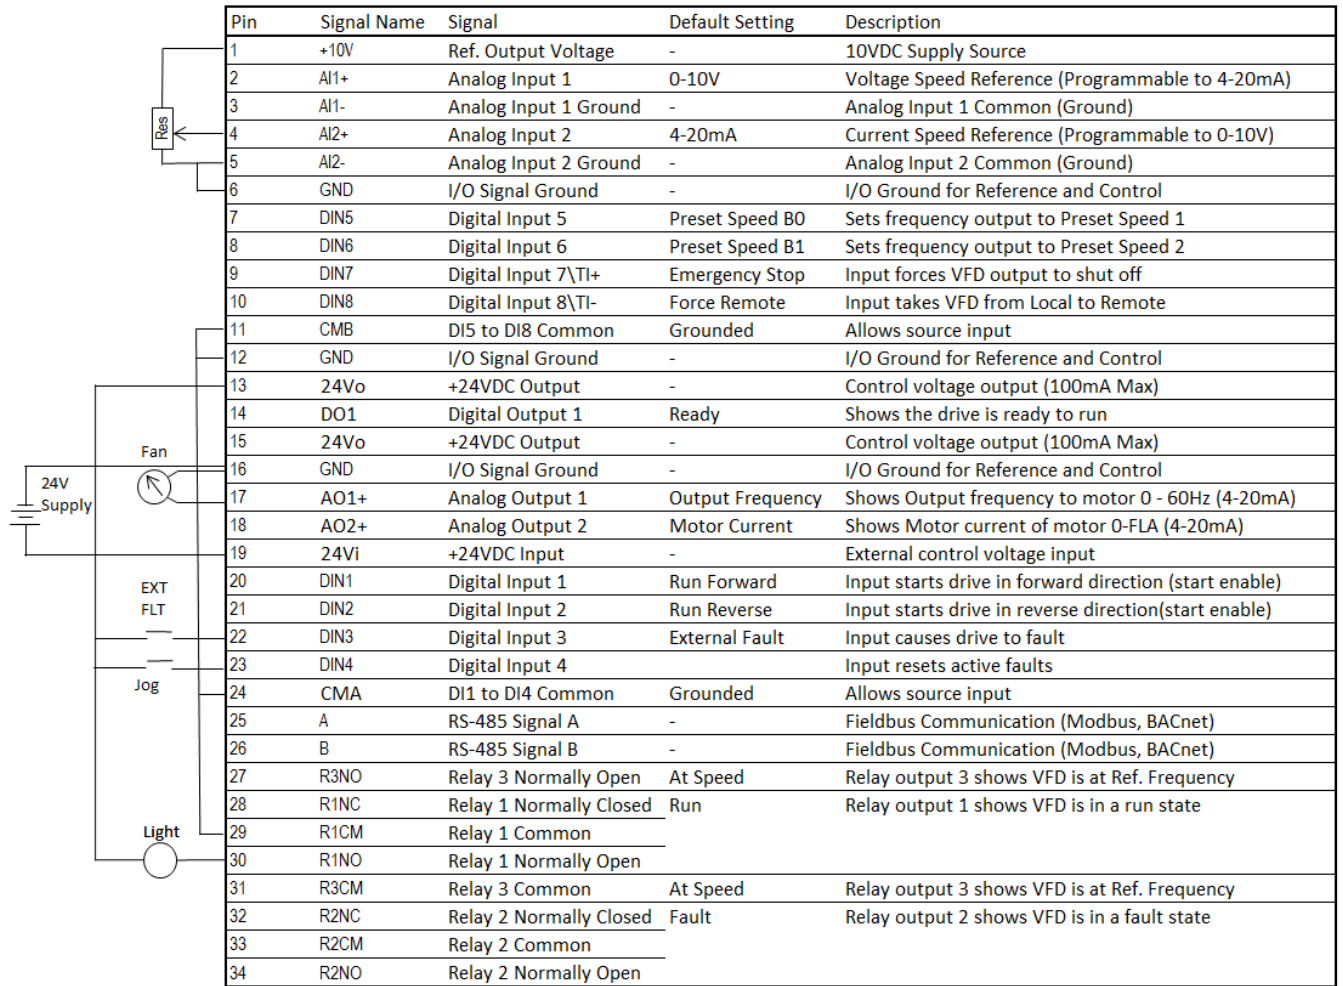 Pin Signal Name Signal Default Setting Description
1 +10V Ref. Output Voltage - 10VDC Supply Source
2 AI1+ Analog Input 1 0-10V Voltage Speed Reference (Programmable to 4-20mA)
3 AI1- Analog Input 1 Ground - Analog Input 1 Common (Ground)
Res
4 AI2+ Analog Input 2 4-20mA Current Speed Reference (Programmable to 0-10V)
5 AI2- Analog Input 2 Ground - Analog Input 2 Common (Ground)
6 GND I/O Signal Ground - I/O Ground for Reference and Control
7 DIN5 Digital Input 5 Preset Speed B0 Sets frequency output to Preset Speed 1
8 DIN6 Digital Input 6 Preset Speed B1 Sets frequency output to Preset Speed 2
9 DIN7 Digital Input 7\TI+ Emergency Stop Input forces VFD output to shut off
10 DIN8 Digital Input 8\TI- Force Remote Input takes VFD from Local to Remote
11 CMB DI5 to DI8 Common Grounded Allows source input
12 GND I/O Signal Ground - I/O Ground for Reference and Control
13 24Vo +24VDC Output - Control voltage output (100mA Max)
14 DO1 Digital Output 1 Ready Shows the drive is ready to run
15 24Vo +24VDC Output - Control voltage output (100mA Max)
Fan
16 GND I/O Signal Ground - I/O Ground for Reference and Control
24V
Supply
17 AO1+ Analog Output 1 Output Frequency Shows Output frequency to motor 0 - 60Hz (4-20mA)
18 AO2+ Analog Output 2 Motor Current Shows Motor current of motor 0-FLA (4-20mA)
19 24Vi +24VDC Input - External control voltage input
20 DIN1 Digital Input 1 Run Forward Input starts drive in forward direction (start enable)
EXT
FLT
21 DIN2 Digital Input 2 Run Reverse Input starts drive in reverse direction(start enable)
22 DIN3 Digital Input 3 External Fault Input causes drive to fault
23 DIN4 Digital Input 4 Input resets active faults
Jog
24 CMA DI1 to DI4 Common Grounded Allows source input
25 A RS-485 Signal A - Fieldbus Communication (Modbus, BACnet)
26 B RS-485 Signal B - Fieldbus Communication (Modbus, BACnet)
27 R3NO Relay 3 Normally Open At Speed Relay output 3 shows VFD is at Ref. Frequency
28 R1NC Relay 1 Normally Closed Run Relay output 1 shows VFD is in a run state
Light
29 R1CM Relay 1 Common
30 R1NO Relay 1 Normally Open
31 R3CM Relay 3 Common At Speed Relay output 3 shows VFD is at Ref. Frequency
32 R2NC Relay 2 Normally Closed Fault Relay output 2 shows VFD is in a fault state
33 R2CM Relay 2 Common
34 R2NO Relay 2 Normally Open